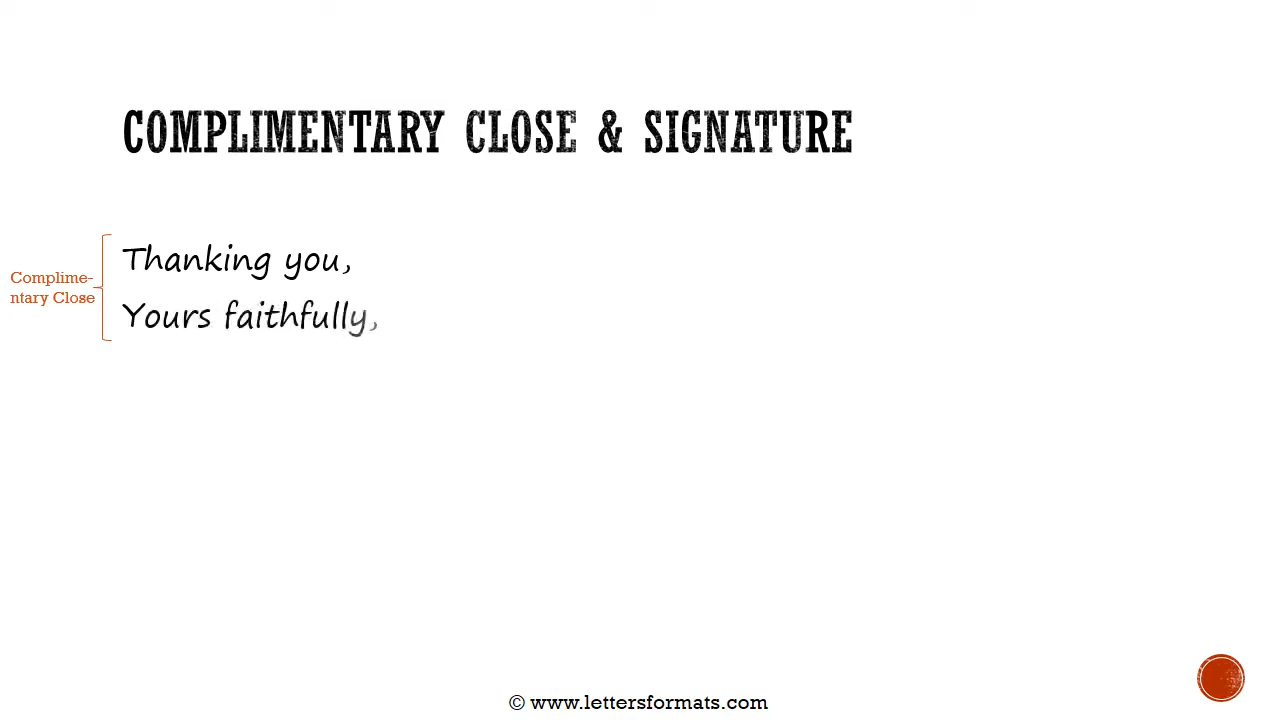 COMPLIMENTARY CLOSE & SIGNATURE
Thanking you,
Complime-
ntary Close
Yours faithfully,
© www.lettersformats.com